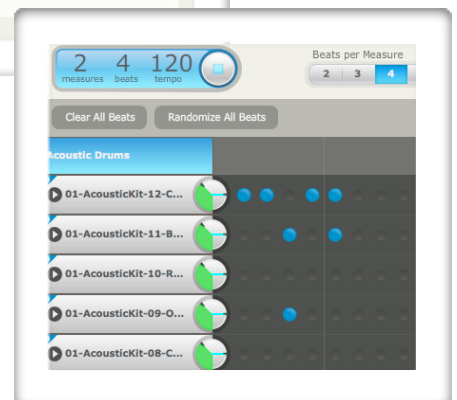 2 4 120
measures beats tempo
Beats per Measure
2 3 4
Clear All Beats Randomize All Beats
Acoustic Drums
01-AcousticKit-12-C...
01-AcousticKit-11-B...
01-AcousticKit-10-R...
01-AcousticKit-09-O...
01-AcousticKit-08-C...